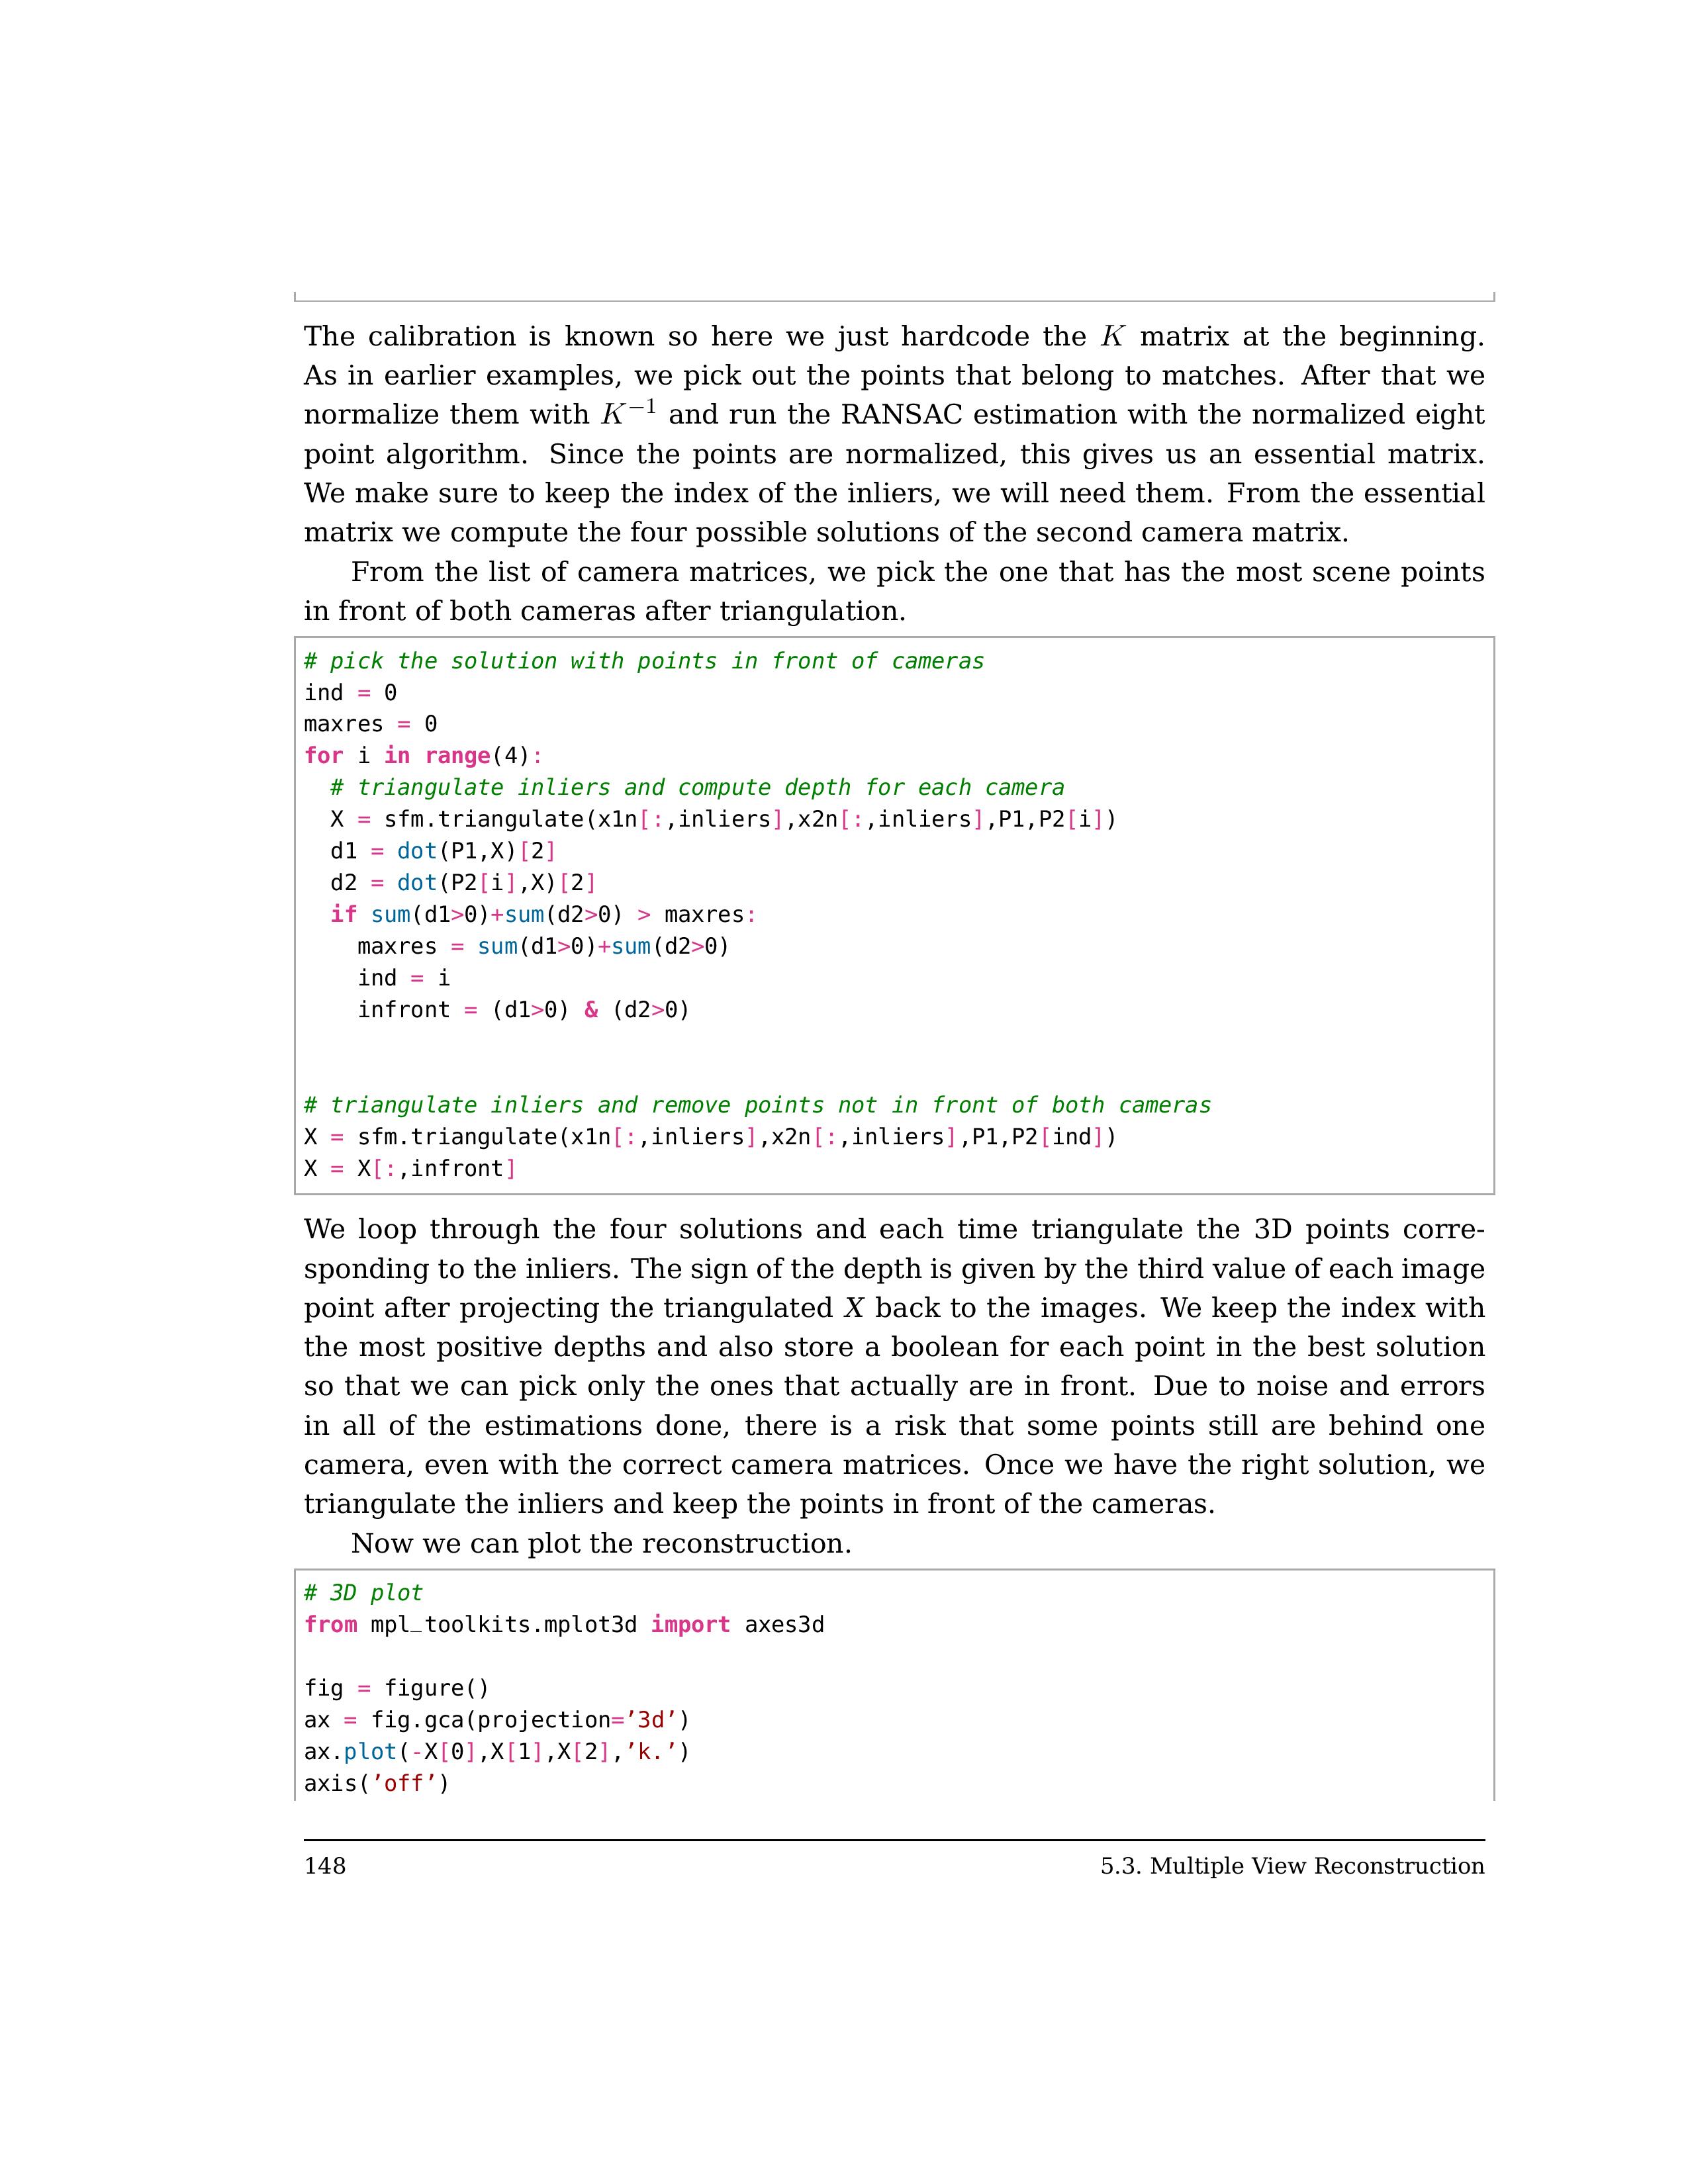 The calibration is known so here we just hardcode the K matrix at the beginning.
As in earlier examples, we pick out the points that belong to matches. After that we
normalize them with K⁻¹ and run the RANSAC estimation with the normalized eight
point algorithm. Since the points are normalized, this gives us an essential matrix.
We make sure to keep the index of the inliers, we will need them. From the essential
matrix we compute the four possible solutions of the second camera matrix.
From the list of camera matrices, we pick the one that has the most scene points
in front of both cameras after triangulation.
# pick the solution with points in front of cameras
ind = 0
maxres = 0
for i in range(4):
  # triangulate inliers and compute depth for each camera
  X = sfm.triangulate(x1n[:,inliers],x2n[:,inliers],P1,P2[i])
  d1 = dot(P1,X)[2]
  d2 = dot(P2[i],X)[2]
  if sum(d1>0)+sum(d2>0) > maxres:
    maxres = sum(d1>0)+sum(d2>0)
    ind = i
    infront = (d1>0) & (d2>0)
# triangulate inliers and remove points not in front of both cameras
X = sfm.triangulate(x1n[:,inliers],x2n[:,inliers],P1,P2[ind])
X = X[:,infront]
We loop through the four solutions and each time triangulate the 3D points corre-
sponding to the inliers. The sign of the depth is given by the third value of each image
point after projecting the triangulated X back to the images. We keep the index with
the most positive depths and also store a boolean for each point in the best solution
so that we can pick only the ones that actually are in front. Due to noise and errors
in all of the estimations done, there is a risk that some points still are behind one
camera, even with the correct camera matrices. Once we have the right solution, we
triangulate the inliers and keep the points in front of the cameras.
Now we can plot the reconstruction.
# 3D plot
from mpl_toolkits.mplot3d import axes3d
fig = figure()
ax = fig.gca(projection=’3d’)
ax.plot(-X[0],X[1],X[2],’k.’)
axis(’off’)
148 5.3. Multiple View Reconstruction